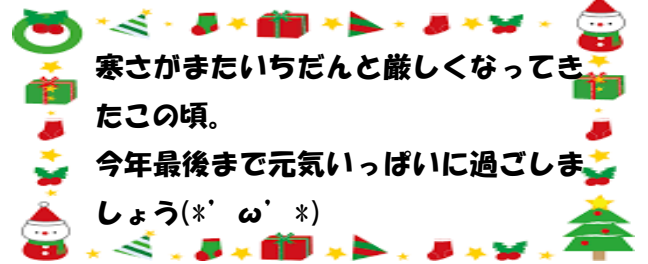 寒さがまたいちだんと厳しくなってき
たこの頃。
今年最後まで元気いっぱいに過ごしま
しょう(*’ω’*)